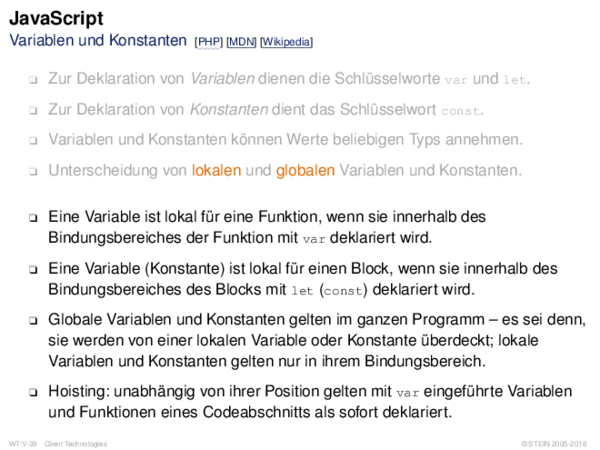 JavaScript
Variablen und Konstanten [PHP] [MDN] [Wikipedia]
❑ Zur Deklaration von Variablen dienen die Schlüsselworte var und let.
❑ Zur Deklaration von Konstanten dient das Schlüsselwort const.
❑ Variablen und Konstanten können Werte beliebigen Typs annehmen.
❑ Unterscheidung von lokalen und globalen Variablen und Konstanten.
❑ Eine Variable ist lokal für eine Funktion, wenn sie innerhalb des
Bindungsbereiches der Funktion mit var deklariert wird.
❑ Eine Variable (Konstante) ist lokal für einen Block, wenn sie innerhalb des
Bindungsbereiches des Blocks mit let (const) deklariert wird.
❑ Globale Variablen und Konstanten gelten im ganzen Programm – es sei denn,
sie werden von einer lokalen Variable oder Konstante überdeckt; lokale
Variablen und Konstanten gelten nur in ihrem Bindungsbereich.
❑ Hoisting: unabhängig von ihrer Position gelten mit var eingeführte Variablen
und Funktionen eines Codeabschnitts als sofort deklariert.
WT:V-39 Client Technologies © STEIN 2005-2018